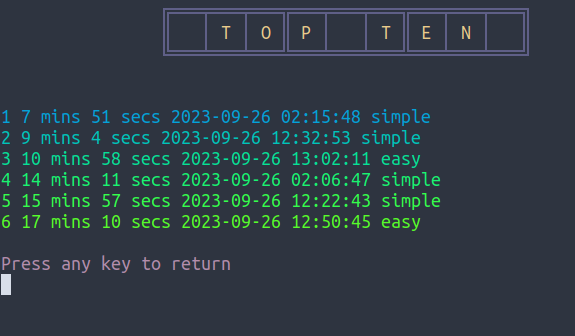 TOP TEN
1 7 mins 51 secs 2023-09-26 02:15:48 simple
2 9 mins 4 secs 2023-09-26 12:32:53 simple
3 10 mins 58 secs 2023-09-26 13:02:11 easy
4 14 mins 11 secs 2023-09-26 02:06:47 simple
5 15 mins 57 secs 2023-09-26 12:22:43 simple
6 17 mins 10 secs 2023-09-26 12:50:45 easy
Press any key to return